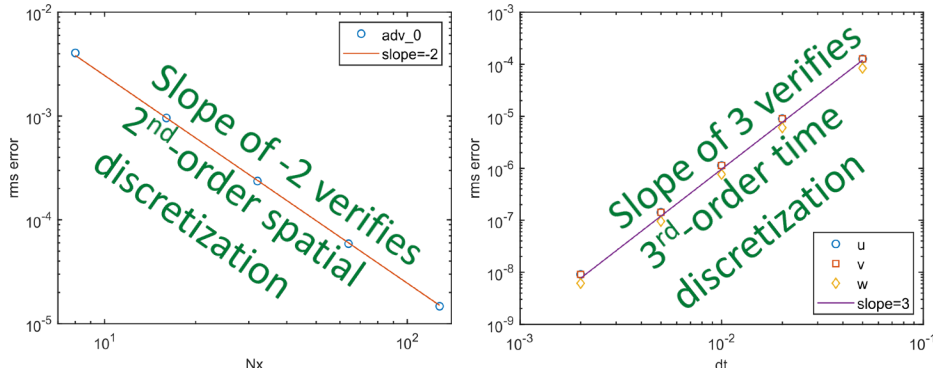 10^-2
10^-3
10^-4
10^-5
rms error
10^1
10^2
Nx
adv_0
slope=-2
Slope of -2 verifies
2nd-order spatial
discretization
10^-3
10^-4
10^-5
10^-6
10^-7
10^-8
10^-9
rms error
10^-3
10^-2
10^-1
dt
Slope of 3 verifies
3rd-order time
discretization
u
v
w
slope=3